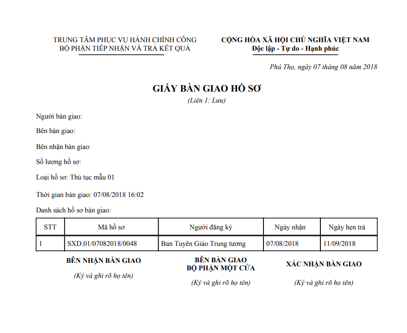 TRUNG TÂM PHỤC VỤ HÀNH CHÍNH CÔNG
BỘ PHẬN TIẾP NHẬN VÀ TRẢ KẾT QUẢ
CỘNG HÒA XÃ HỘI CHỦ NGHĨA VIỆT NAM
Độc lập - Tự do - Hạnh phúc
Phú Thọ, ngày 07 tháng 08 năm 2018
GIẤY BÀN GIAO HỒ SƠ
(Liên 1: Lưu)
Người bàn giao:
Bên bàn giao:
Bên nhận bàn giao:
Số lượng hồ sơ:
Loại hồ sơ: Thủ tục mẫu 01
Thời gian bàn giao: 07/08/2018 16:02
Danh sách hồ sơ bàn giao:
STT Mã hồ sơ Người đăng ký Ngày nhận Ngày hẹn trả
1 SXD.01/07082018/0048 Ban Tuyên Giáo Trung tương 07/08/2018 11/09/2018
BÊN NHẬN BÀN GIAO
(Ký và ghi rõ họ tên)
BÊN BÀN GIAO
BỘ PHẬN MỘT CỬA
(Ký và ghi rõ họ tên)
XÁC NHẬN BÀN GIAO
(Ký và ghi rõ họ tên)